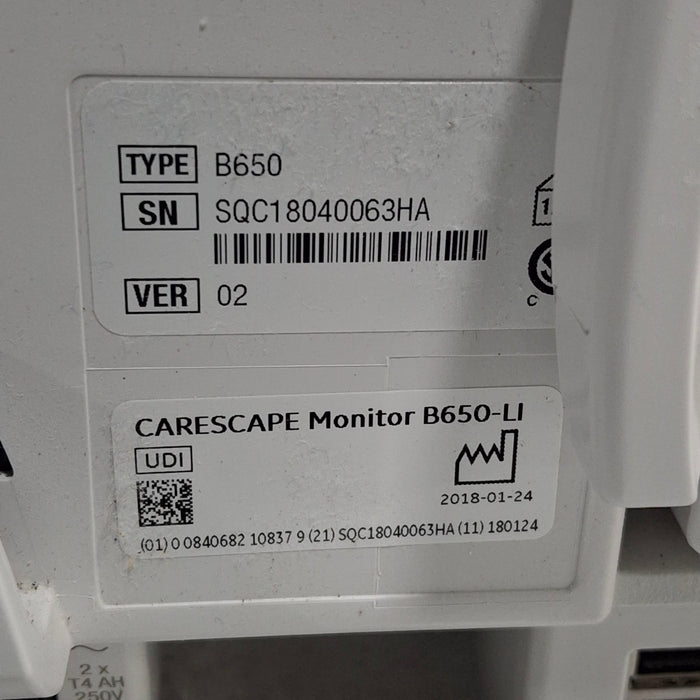 TYPE B650
SN SQC18040063HA
VER 02
C
CARESCAPE Monitor B650-LI
UDI
2018-01-24
(01) 0 0840682 10837 9 (21) SQC18040063HA (11) 180124
2 x
T4 AH
250V